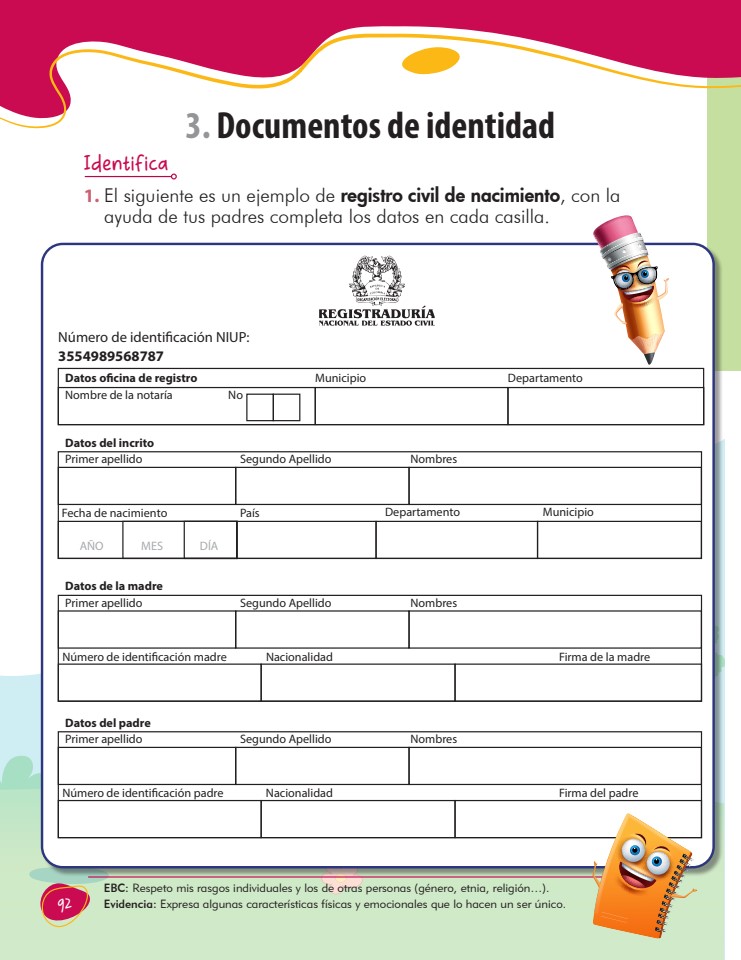 3. Documentos de identidad
Identifica
1. El siguiente es un ejemplo de registro civil de nacimiento, con la
ayuda de tus padres completa los datos en cada casilla.
REGISTRADURÍA
NACIONAL DEL ESTADO CIVIL
Número de identificación NIUP:
3554989568787
Datos oficina de registro Municipio Departamento
Nombre de la notaría No
Datos del incrito
Primer apellido Segundo Apellido Nombres
Fecha de nacimiento País Departamento Municipio
AÑO MES DÍA
Datos de la madre
Primer apellido Segundo Apellido Nombres
Número de identificación madre Nacionalidad Firma de la madre
Datos del padre
Primer apellido Segundo Apellido Nombres
Número de identificación padre Nacionalidad Firma del padre
EBC: Respeto mis rasgos individuales y los de otras personas (género, etnia, religión...).
Evidencia: Expresa algunas características físicas y emocionales que lo hacen un ser único.
92